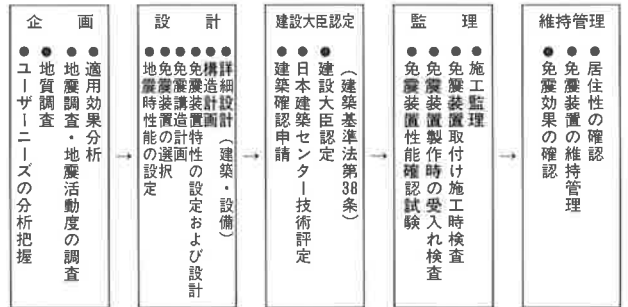 企画
●ユーザーニーズの分析把握
●地質調査
●地震調査・地震活動度の調査
●適用効果分析
→
設計
●地震時性能の設定
●免震装置の選択
●免震構造計画
●免震装置特性の設定および設計
●構造計画
●詳細設計(建築・設備)
→
建設大臣認定
●建築確認申請
●日本建築センター技術評定
●建設大臣認定
(建築基準法第38条)
→
監理
●免震装置性能確認試験
●免震装置製作時の受入れ検査
●免震装置取付け施工時検査
●施工監理
→
維持管理
●免震効果の確認
●免震装置の維持管理
●居住性の確認